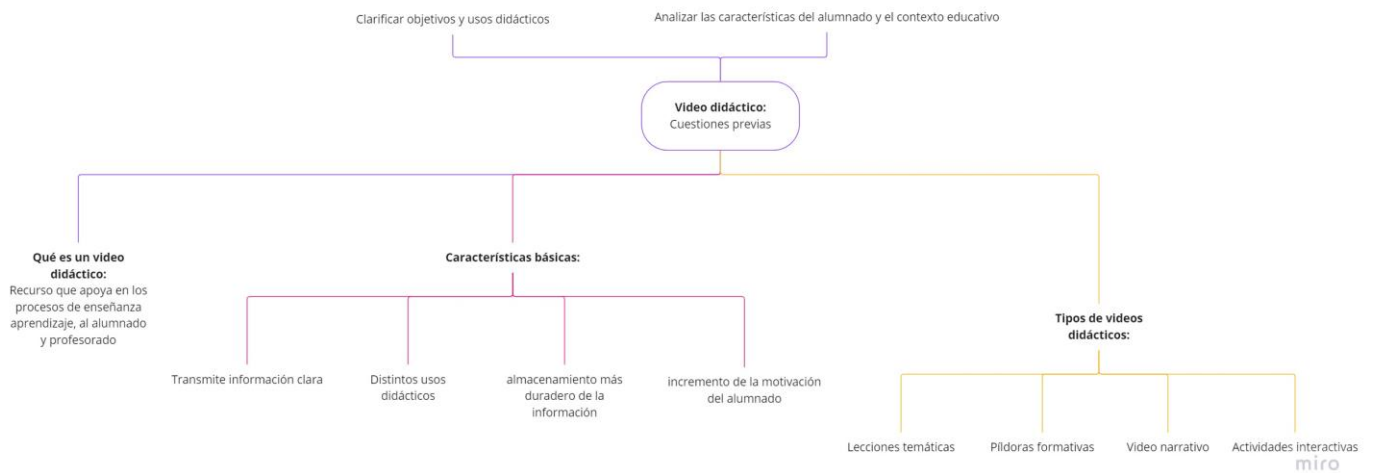 Clarificar objetivos y usos didácticos
Analizar las características del alumnado y el contexto educativo
Video didáctico:
Cuestiones previas
Qué es un video
didáctico:
Recurso que apoya en los
procesos de enseñanza
aprendizaje, al alumnado
y profesorado
Características básicas:
Transmite información clara
Distintos usos
didácticos
almacenamiento más
duradero de la
información
incremento de la motivación
del alumnado
Tipos de videos
didácticos:
Lecciones temáticas
Píldoras formativas
Video narrativo
Actividades interactivas
miro